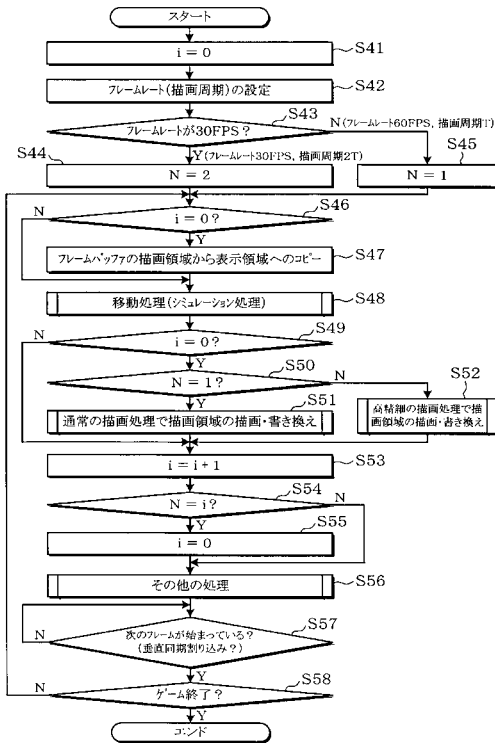 スタート
i = 0
S41
フレームレート(描画周期)の設定
S42
フレームレートが30FPS?
S43
N(フレームレート60FPS, 描画周期T)
S44
Y(フレームレート30FPS, 描画周期2T)
S45
N = 2
N = 1
N
i = 0?
S46
Y
フレームバッファの描画領域から表示領域へのコピー
S47
移動処理(シミュレーション処理)
S48
N
i = 0?
S49
Y
N = 1?
S50
N
S52
Y
S51
通常の描画処理で描画領域の描画・書き換え
高精細の描画処理で描
画領域の描画・書き換え
i = i + 1
S53
N = i?
S54
N
Y
S55
i = 0
その他の処理
S56
N
次のフレームが始まっている?
(垂直同期割り込み?)
S57
Y
N
ゲーム終了?
S58
Y
エンド